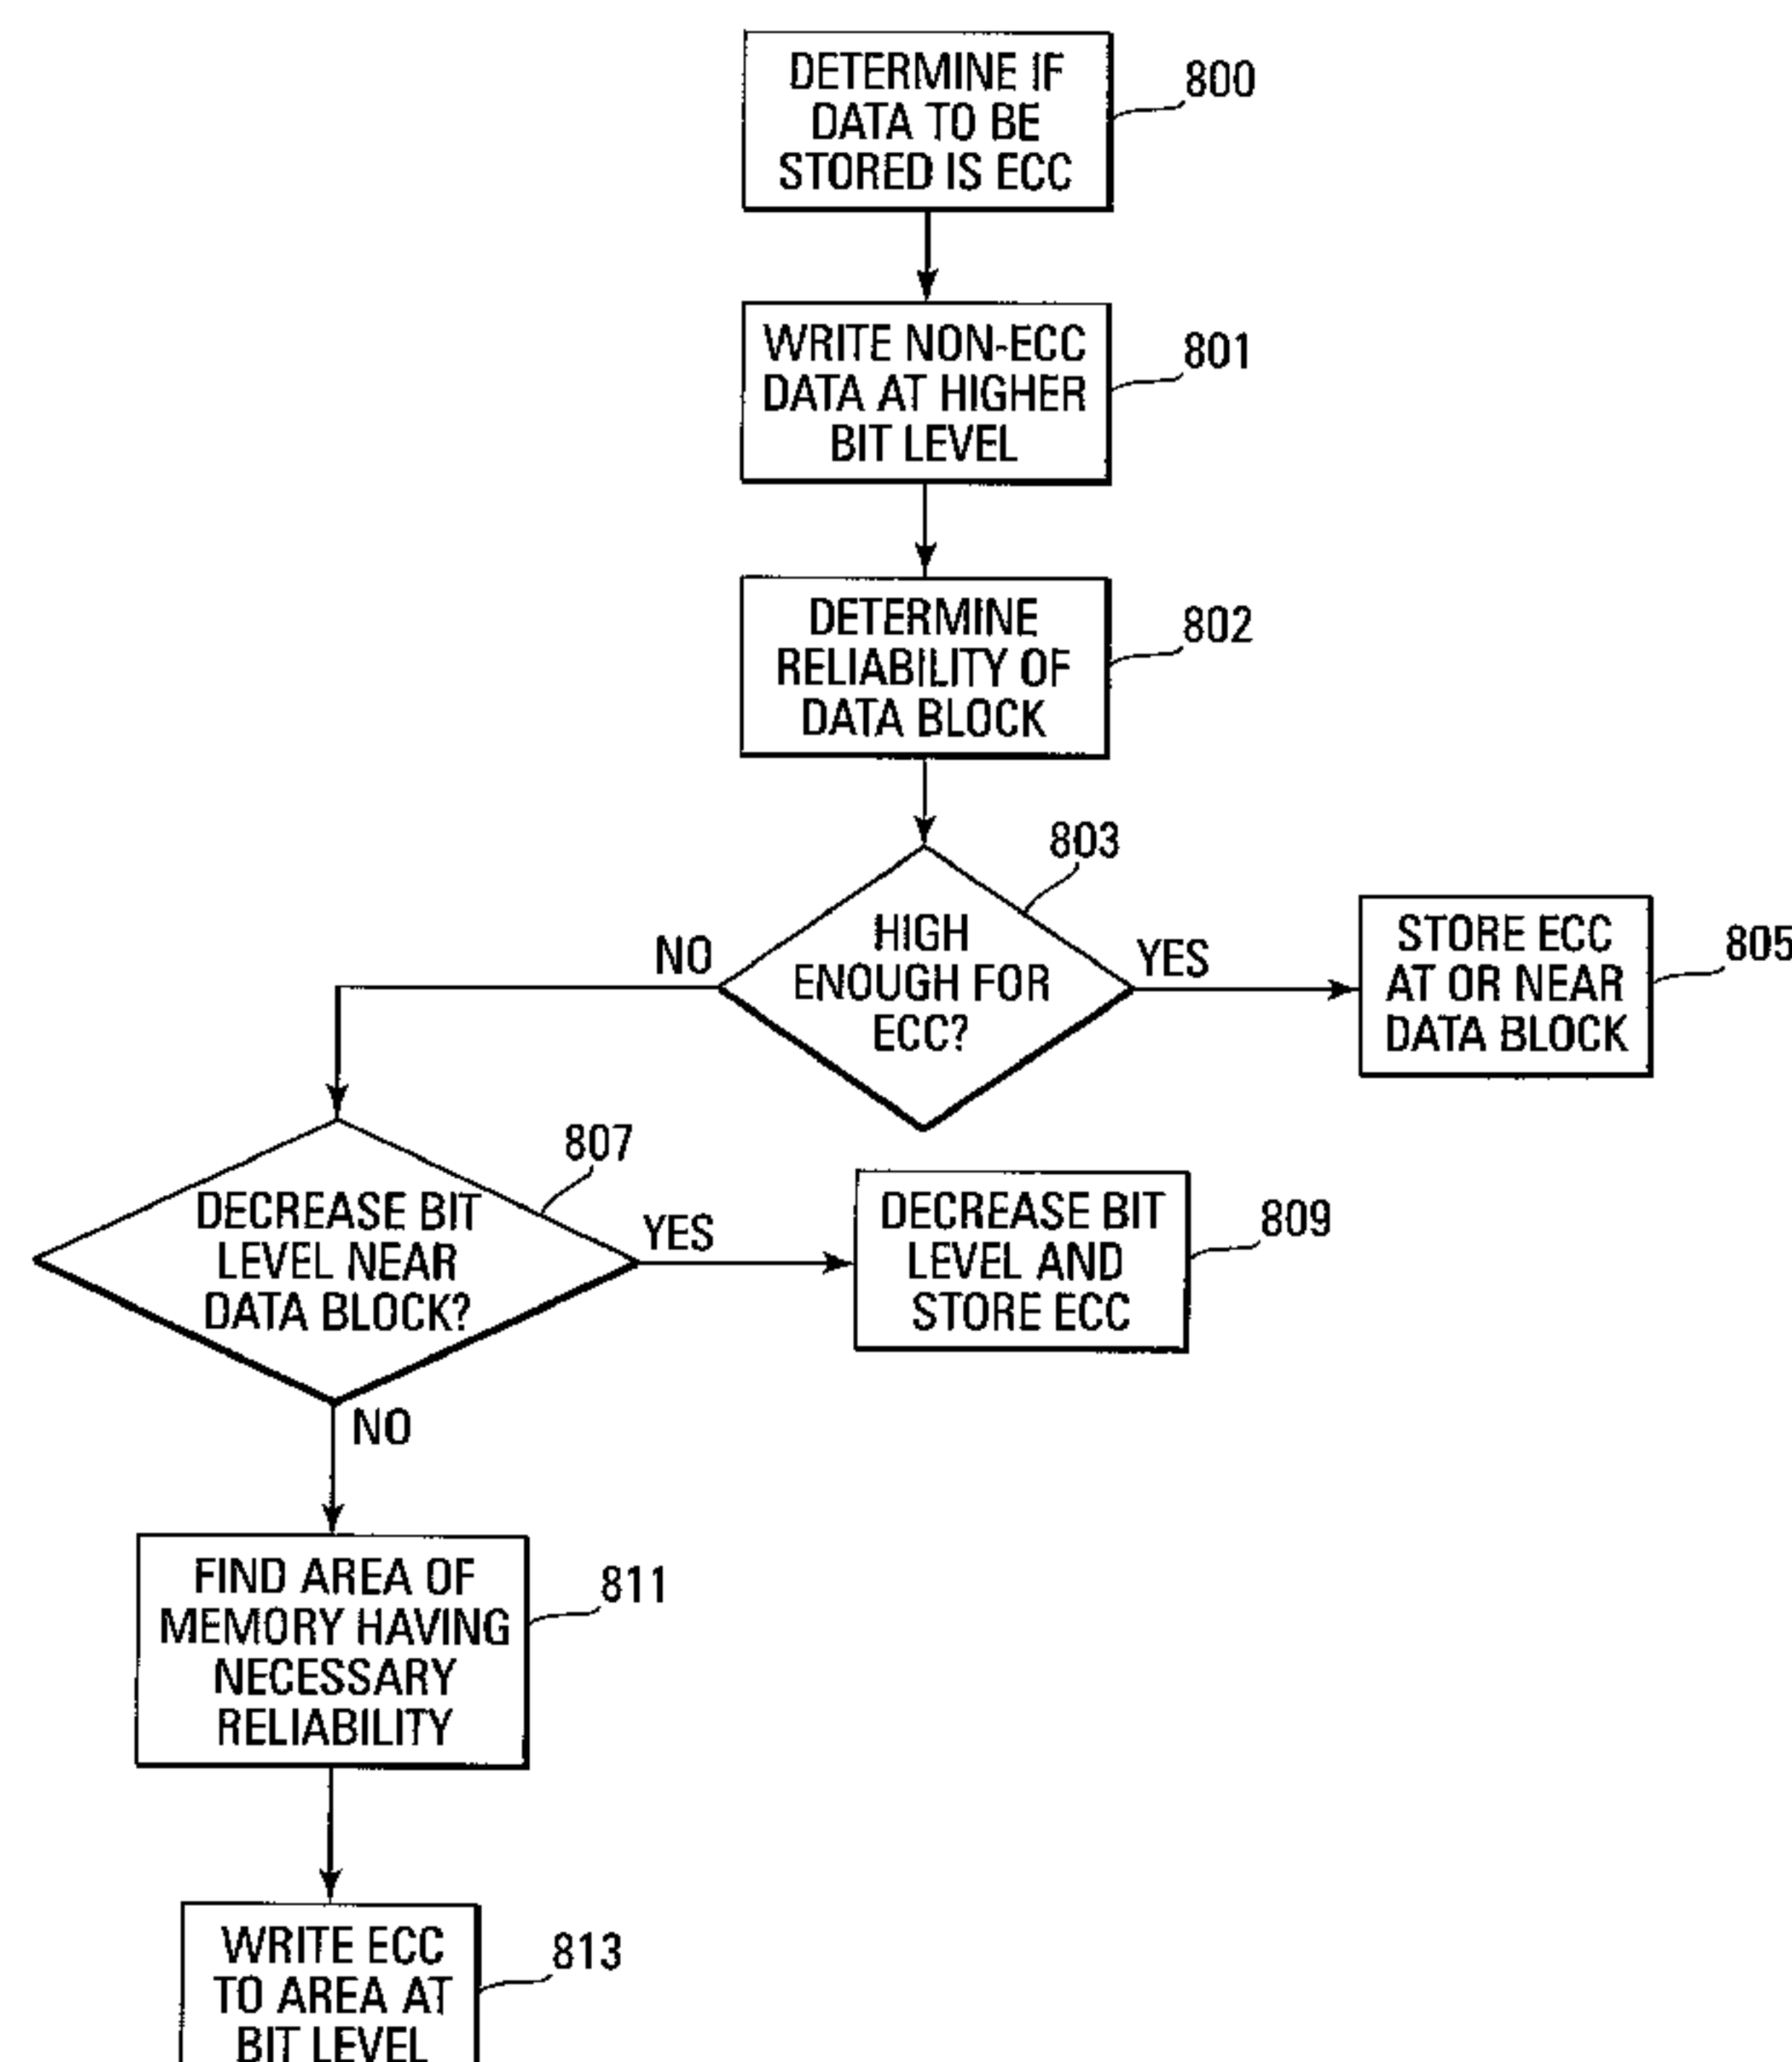 DETERMINE IF
DATA TO BE
STORED IS ECC
800
WRITE NON-ECC
DATA AT HIGHER
BIT LEVEL
801
DETERMINE
RELIABILITY OF
DATA BLOCK
802
803
HIGH
ENOUGH FOR
ECC?
NO
YES
STORE ECC
AT OR NEAR
DATA BLOCK
805
807
DECREASE BIT
LEVEL NEAR
DATA BLOCK?
YES
DECREASE BIT
LEVEL AND
STORE ECC
809
NO
FIND AREA OF
MEMORY HAVING
NECESSARY
RELIABILITY
811
WRITE ECC
TO AREA AT
BIT LEVEL
813